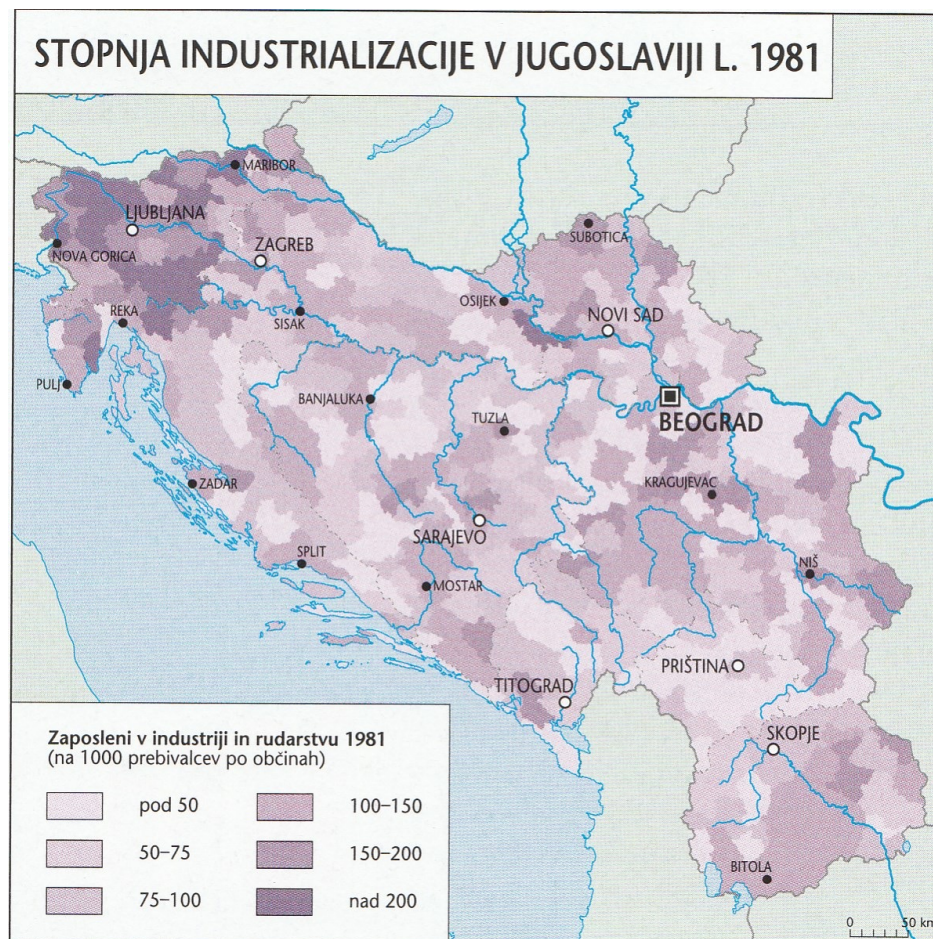 STOPNJA INDUSTRIALIZACIJE V JUGOSLAVIJI L. 1981
MARIBOR
LJUBLJANA
SUBOTICA
ZAGREB
NOVA GORICA
OSIJEK
NOVI SAD
REKA
SISAK
PULJ
BANJALUKA
TUZLA
BEOGRAD
ZADAR
KRAGUJEVAC
SARAJEVO
SPLIT
NIŠ
MOSTAR
PRIŠTINA
TITOGRAD
SKOPJE
BITOLA
Zaposleni v industriji in rudarstvu 1981
(na 1000 prebivalcev po občinah)
pod 50
50–75
75–100
100–150
150–200
nad 200
0 50 km